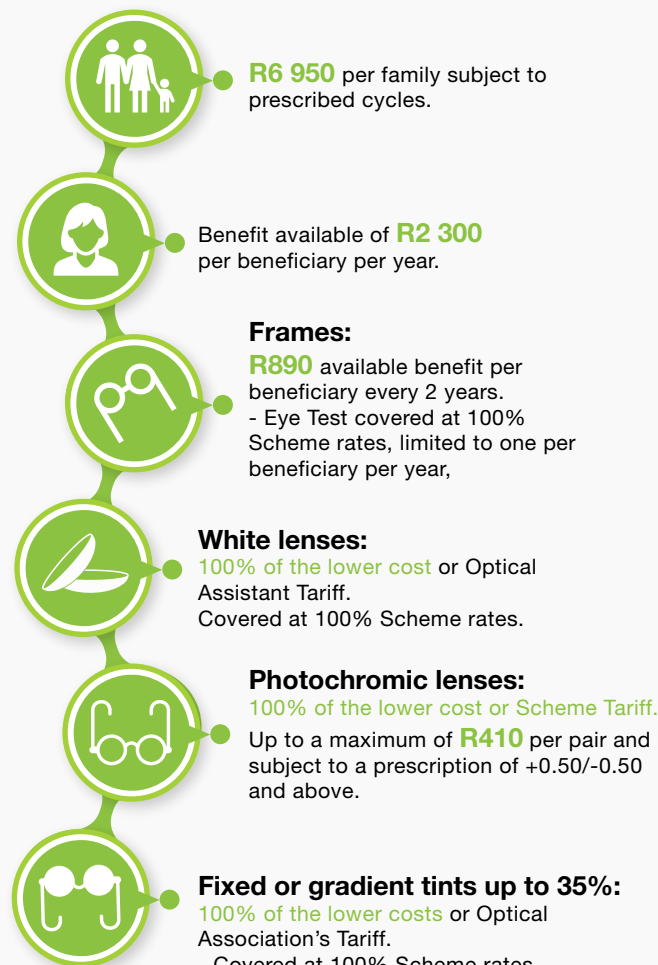 R6 950 per family subject to
prescribed cycles.
Benefit available of R2 300
per beneficiary per year.
Frames:
R890 available benefit per
beneficiary every 2 years.
- Eye Test covered at 100%
Scheme rates, limited to one per
beneficiary per year,
White lenses:
100% of the lower cost or Optical
Assistant Tariff.
Covered at 100% Scheme rates.
Photochromic lenses:
100% of the lower cost or Scheme Tariff.
Up to a maximum of R410 per pair and
subject to a prescription of +0.50/-0.50
and above.
Fixed or gradient tints up to 35%:
100% of the lower costs or Optical
Association's Tariff.
- Covered at 100% Scheme rates